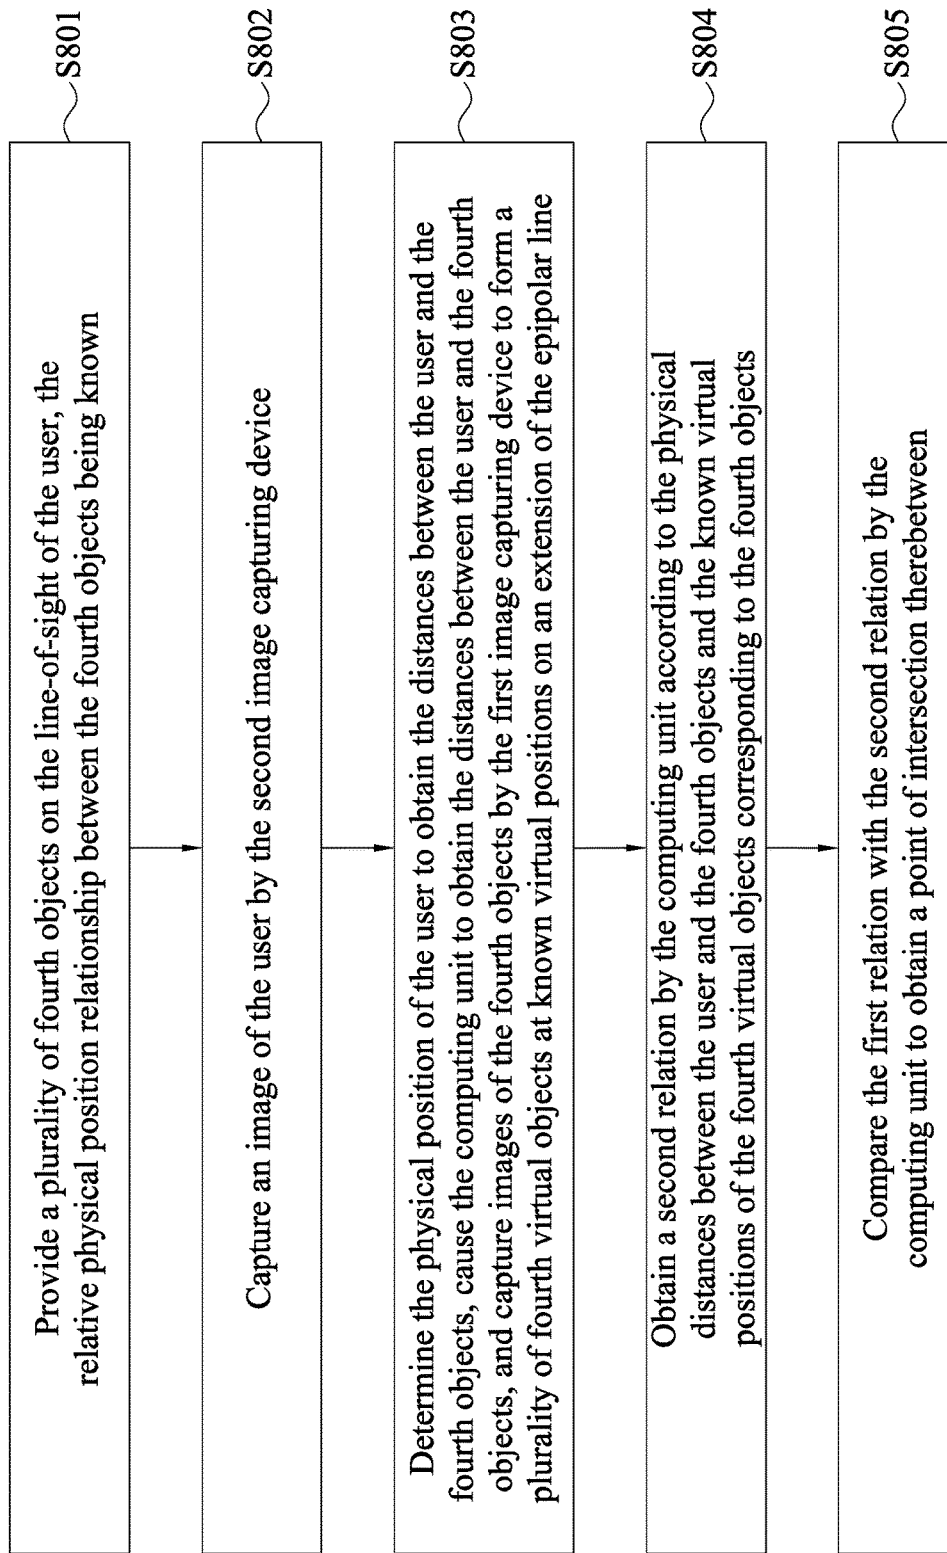 Provide a plurality of fourth objects on the line-of-sight of the user, the
relative physical position relationship between the fourth objects being known
S801
Capture an image of the user by the second image capturing device
S802
Determine the physical position of the user to obtain the distances between the user and the
fourth objects, cause the computing unit to obtain the distances between the user and the fourth
objects, and capture images of the fourth objects by the first image capturing device to form a
plurality of fourth virtual objects at known virtual positions on an extension of the epipolar line
S803
Obtain a second relation by the computing unit according to the physical
distances between the user and the fourth objects and the known virtual
positions of the fourth virtual objects corresponding to the fourth objects
S804
Compare the first relation with the second relation by the
computing unit to obtain a point of intersection therebetween
S805